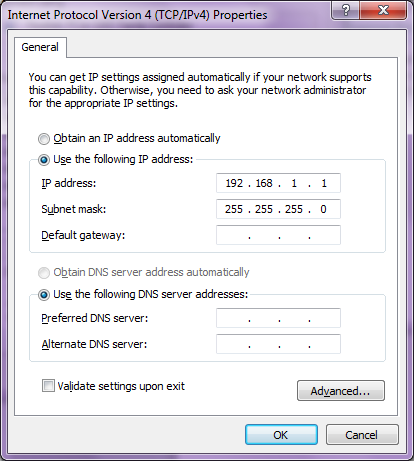 Internet Protocol Version 4 (TCP/IPv4) Properties
General
You can get IP settings assigned automatically if your network supports
this capability. Otherwise, you need to ask your network administrator
for the appropriate IP settings.
Obtain an IP address automatically
Use the following IP address:
IP address: 192 . 168 . 1 . 1
Subnet mask: 255 . 255 . 255 . 0
Default gateway: . . .
Obtain DNS server address automatically
Use the following DNS server addresses:
Preferred DNS server: . . .
Alternate DNS server: . . .
Validate settings upon exit
Advanced...
OK Cancel